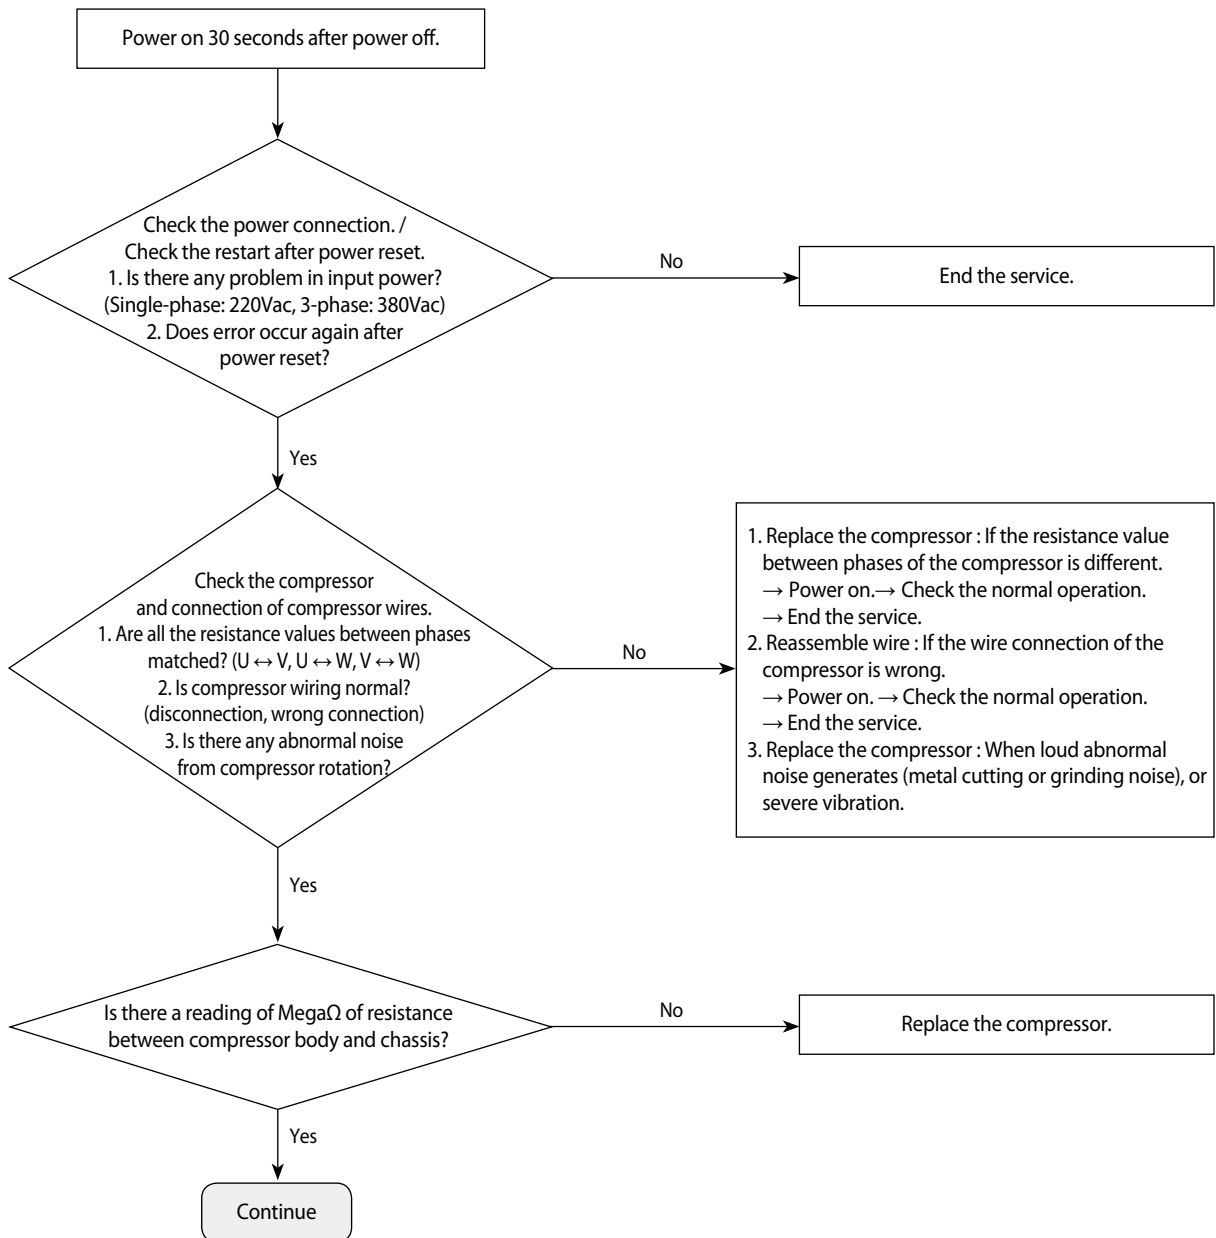 Power on 30 seconds after power off.
Check the power connection. /
Check the restart after power reset.
1. Is there any problem in input power?
(Single-phase: 220Vac, 3-phase: 380Vac)
2. Does error occur again after
power reset?
No
End the service.
Yes
Check the compressor
and connection of compressor wires.
1. Are all the resistance values between phases
matched? (U ↔ V, U ↔ W, V ↔ W)
2. Is compressor wiring normal?
(disconnection, wrong connection)
3. Is there any abnormal noise
from compressor rotation?
No
1. Replace the compressor : If the resistance value
between phases of the compressor is different.
→ Power on.→ Check the normal operation.
→ End the service.
2. Reassemble wire : If the wire connection of the
compressor is wrong.
→ Power on. → Check the normal operation.
→ End the service.
3. Replace the compressor : When loud abnormal
noise generates (metal cutting or grinding noise), or
severe vibration.
Yes
Is there a reading of MegaΩ of resistance
between compressor body and chassis?
No
Replace the compressor.
Yes
Continue